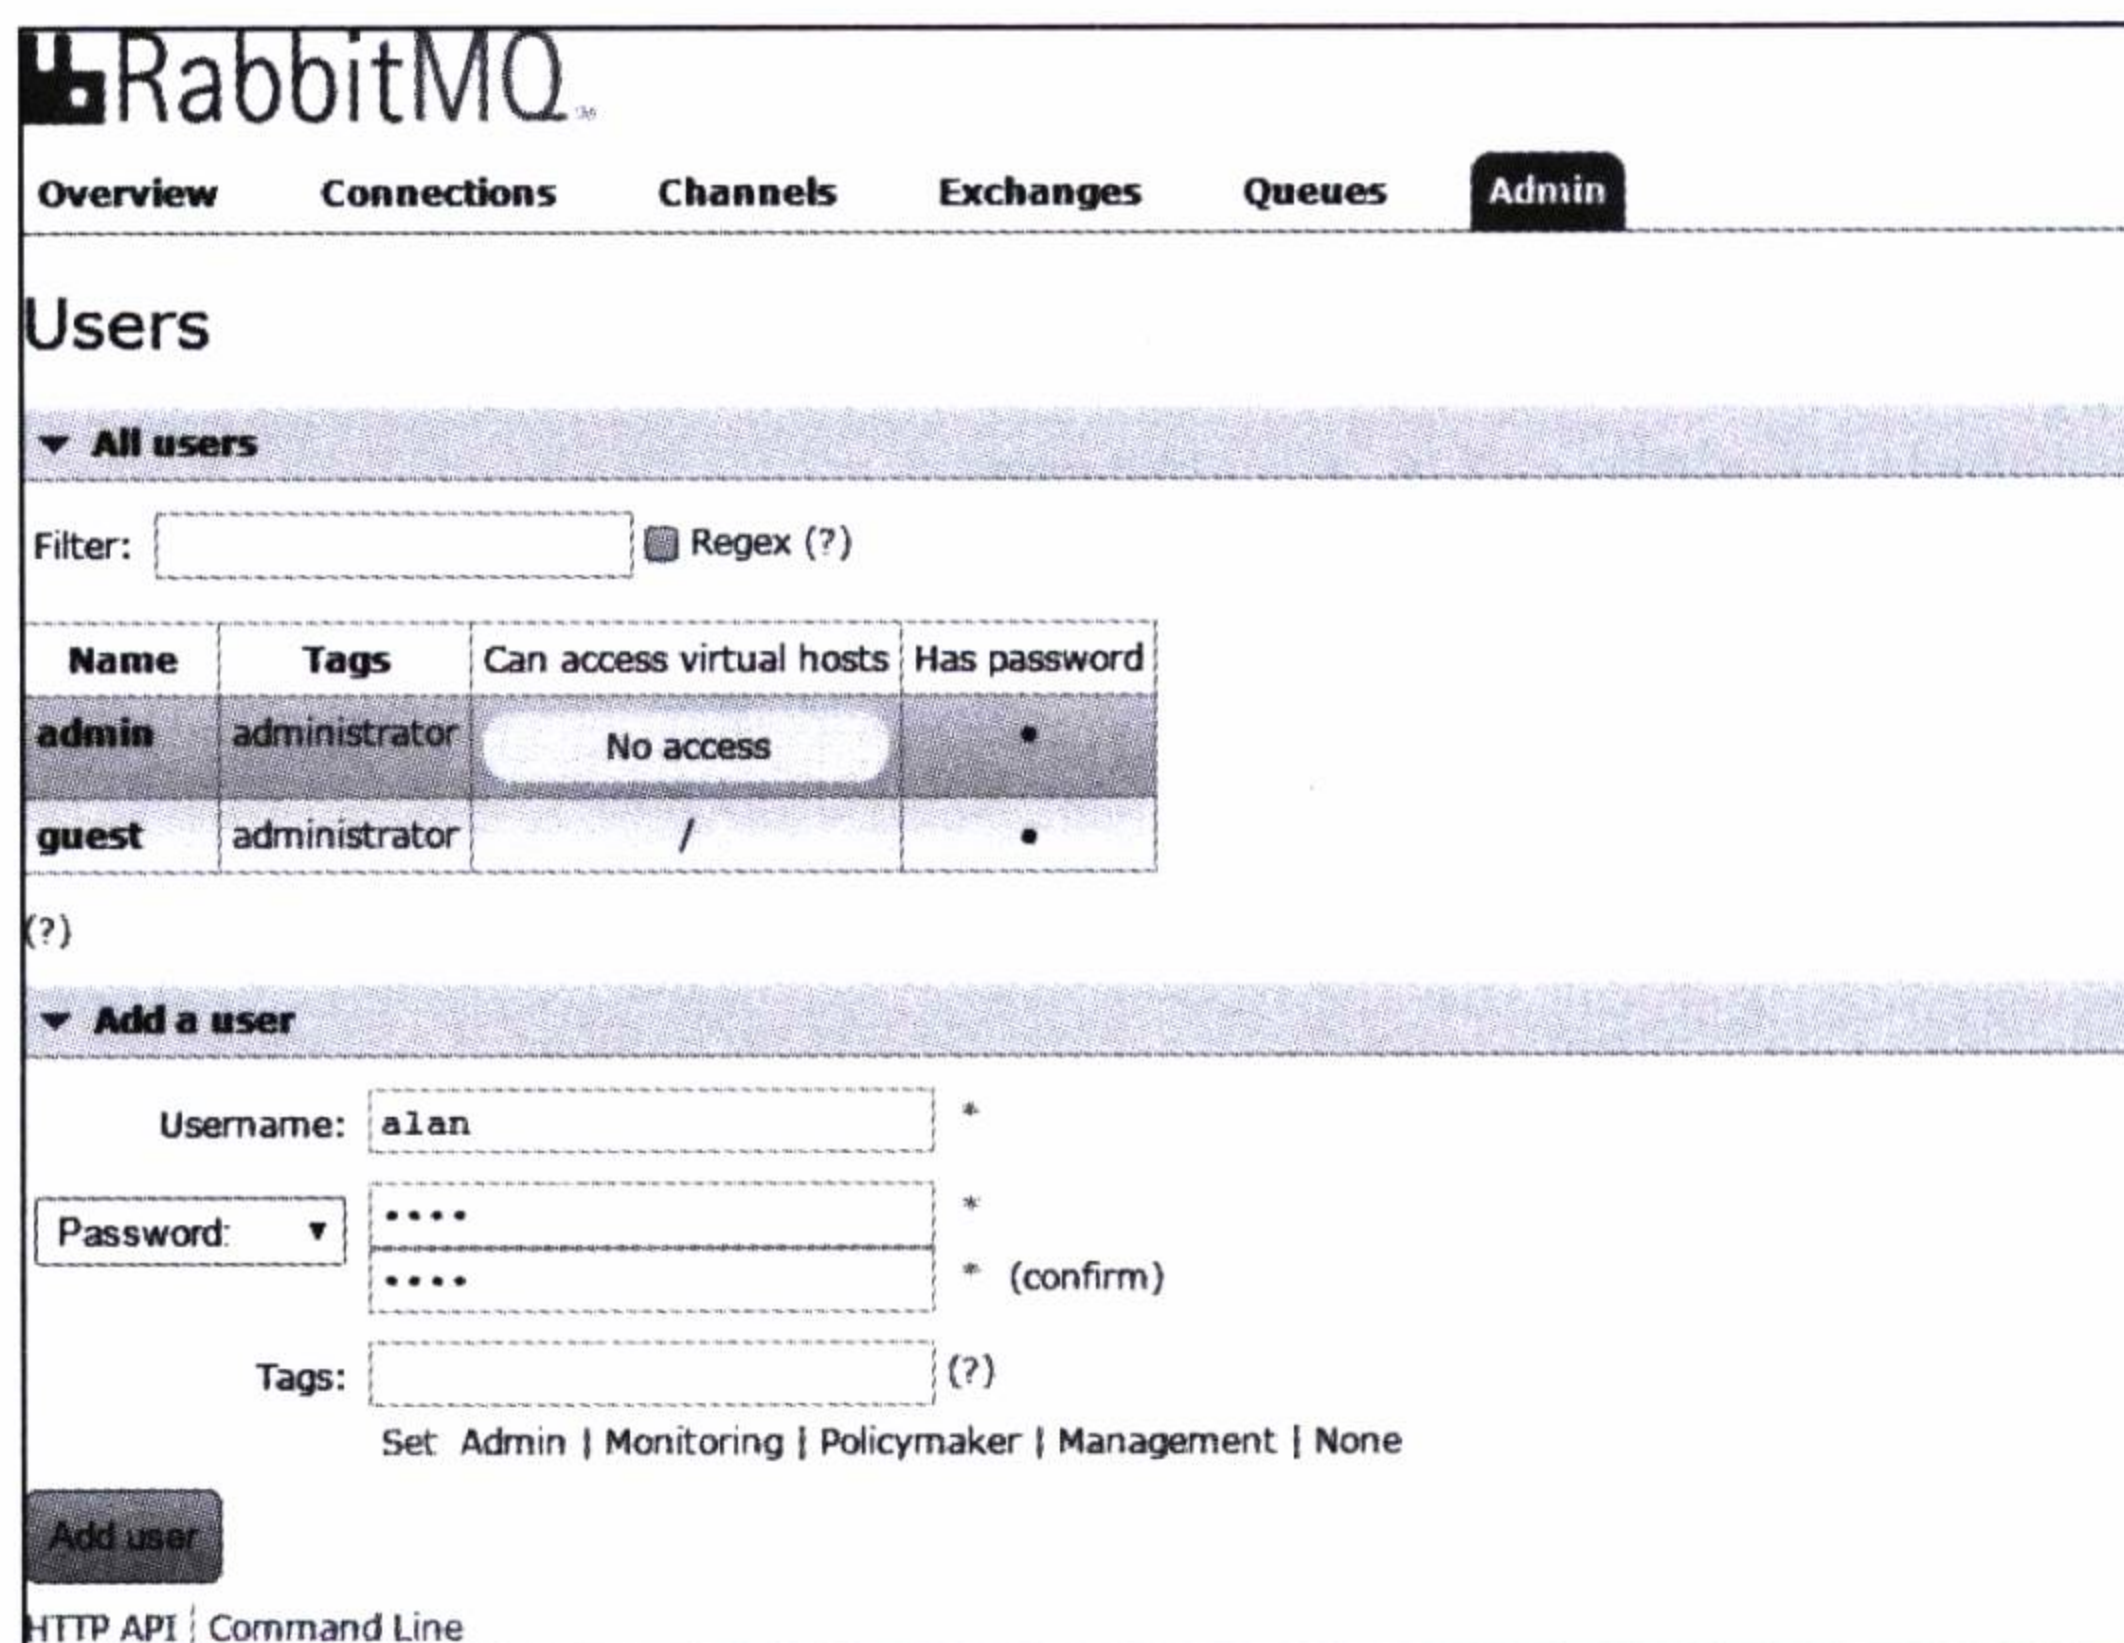 RabbitMQ
Overview Connections Channels Exchanges Queues Admin
Users
▼ All users
Filter: Regex (?)
Name Tags Can access virtual hosts Has password
admin administrator No access •
guest administrator / •
(?)
▼ Add a user
Username: alan *
Password: ▼ •••• *
•••• * (confirm)
Tags: (?)
Set Admin | Monitoring | Policymaker | Management | None
Add user
HTTP API | Command Line